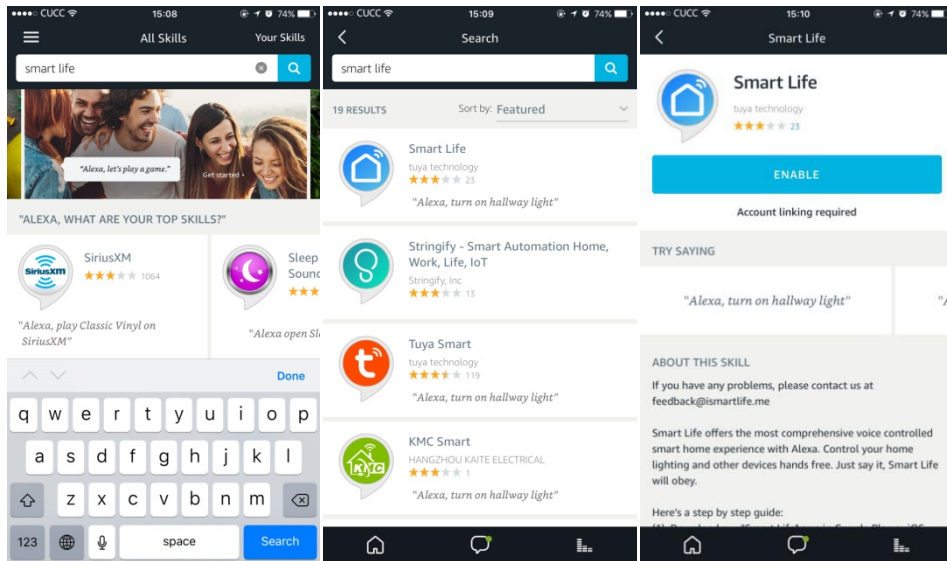 CUCC 15:08 74%
All Skills Your Skills
smart life
"Alexa, let's play a game."
Get started
"ALEXA, WHAT ARE YOUR TOP SKILLS?"
SiriusXM
SiriusXM
1064
"Alexa, play Classic Vinyl on
SiriusXM"
Sleep
Sound
"Alexa open Sl
Done
q w e r t y u i o p
a s d f g h j k l
z x c v b n m
123 space Search
CUCC 15:09 74%
Search
smart life
19 RESULTS Sort by: Featured
Smart Life
tuya technology
23
"Alexa, turn on hallway light"
Stringify - Smart Automation Home,
Work, Life, IoT
Stringify, Inc
13
Tuya Smart
tuya technology
119
"Alexa, turn on hallway light"
KMC
KMC Smart
HANGZHOU KAITE ELECTRICAL
1
"Alexa, turn on hallway light"
CUCC 15:10 74%
Smart Life
Smart Life
tuya technology
23
ENABLE
Account linking required
TRY SAYING
"Alexa, turn on hallway light"
ABOUT THIS SKILL
If you have any problems, please contact us at
feedback@ismartlife.me
Smart Life offers the most comprehensive voice controlled
smart home experience with Alexa. Control your home
lighting and other devices hands free. Just say it, Smart Life
will obey.
Here's a step by step guide: